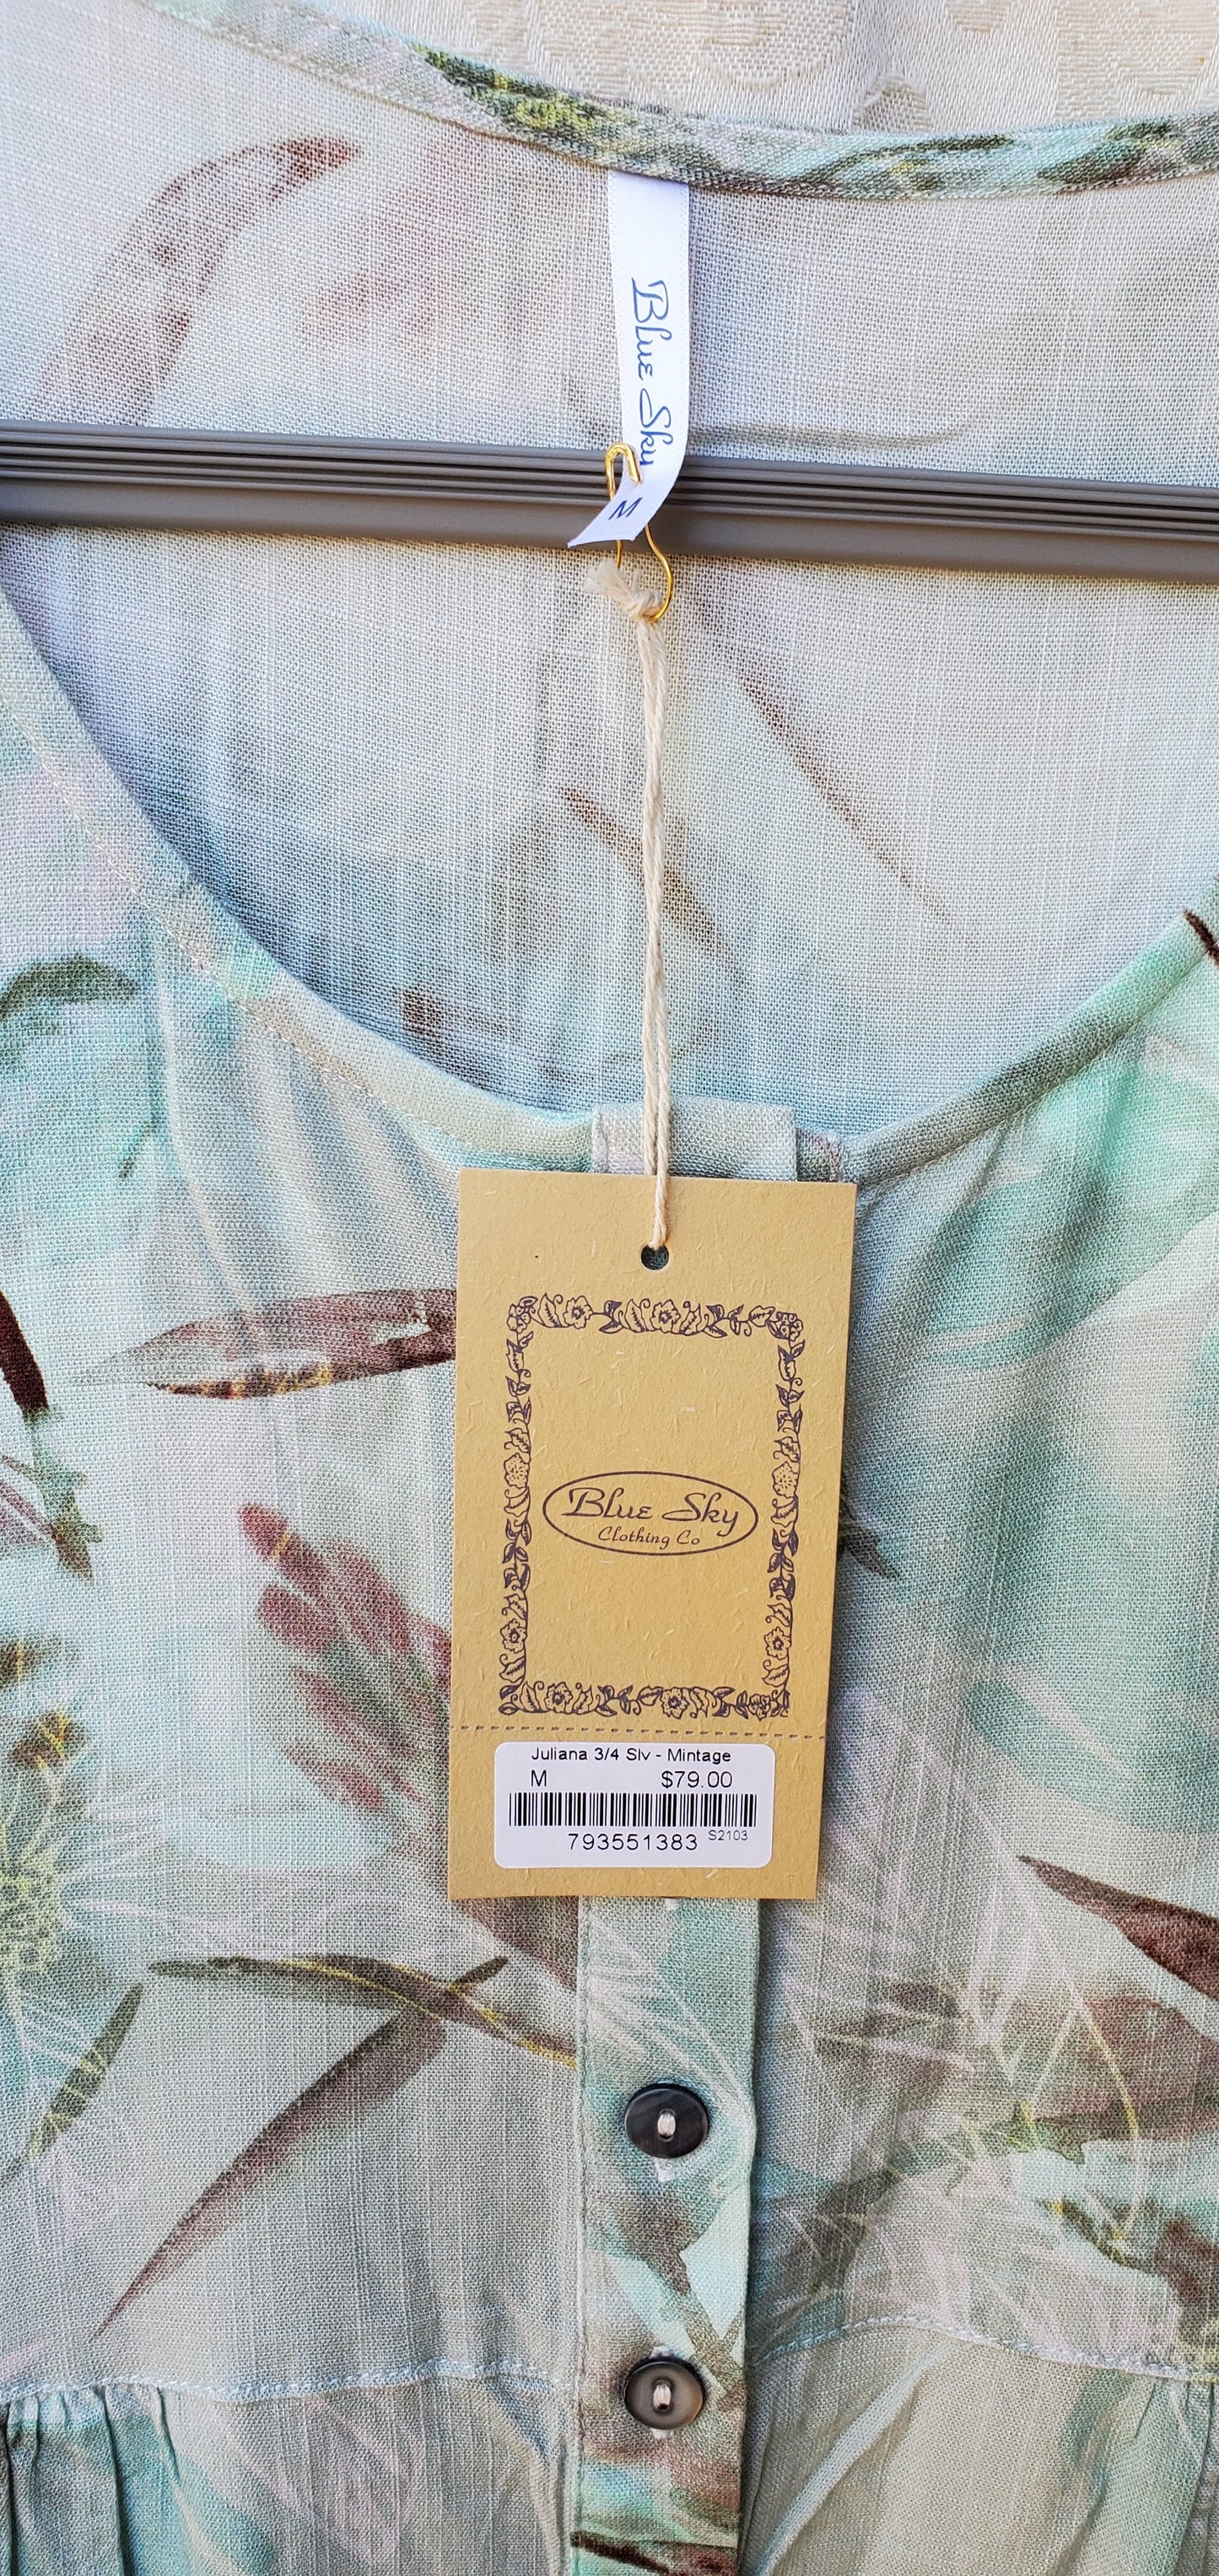 Blue Sky
M
Blue Sky
Clothing Co
Juliana 3/4 Slv - Mintage
M $79.00
793551383 S2103